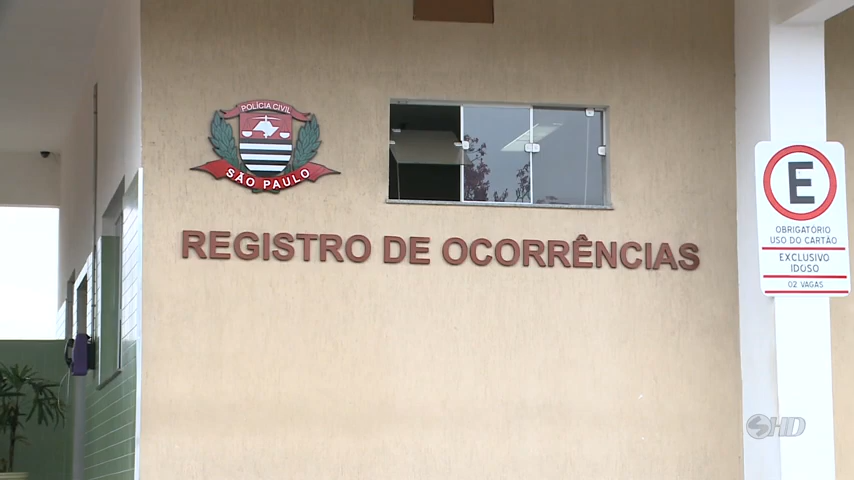 POLÍCIA CIVIL
SÃO PAULO
REGISTRO DE OCORRÊNCIAS
E
OBRIGATÓRIO
USO DO CARTÃO
EXCLUSIVO
IDOSO
02 VAGAS
SHD